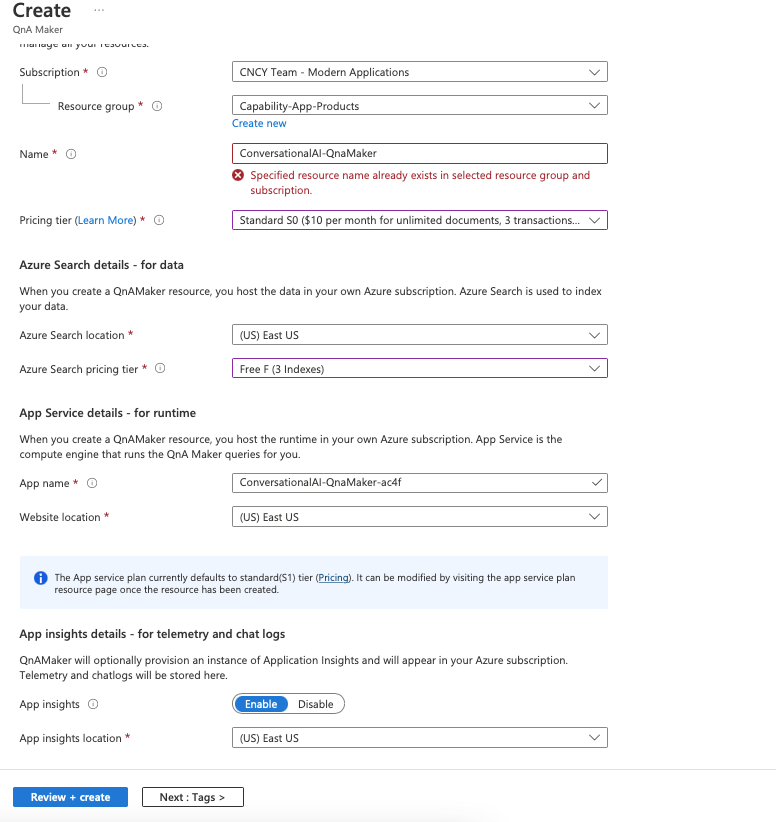 Create ...
QnA Maker
manage all your resources.
Subscription *
CNCY Team - Modern Applications
Resource group *
Capability-App-Products
Create new
Name *
ConversationalAI-QnaMaker
Specified resource name already exists in selected resource group and
subscription.
Pricing tier (Learn More) *
Standard S0 ($10 per month for unlimited documents, 3 transactions...
Azure Search details - for data
When you create a QnAMaker resource, you host the data in your own Azure subscription. Azure Search is used to index
your data.
Azure Search location *
(US) East US
Azure Search pricing tier *
Free F (3 Indexes)
App Service details - for runtime
When you create a QnAMaker resource, you host the runtime in your own Azure subscription. App Service is the
compute engine that runs the QnA Maker queries for you.
App name *
ConversationalAI-QnaMaker-ac4f
Website location *
(US) East US
The App service plan currently defaults to standard(S1) tier (Pricing). It can be modified by visiting the app service plan
resource page once the resource has been created.
App insights details - for telemetry and chat logs
QnAMaker will optionally provision an instance of Application Insights and will appear in your Azure subscription.
Telemetry and chatlogs will be stored here.
App insights
Enable Disable
App insights location *
(US) East US
Review + create
Next : Tags >